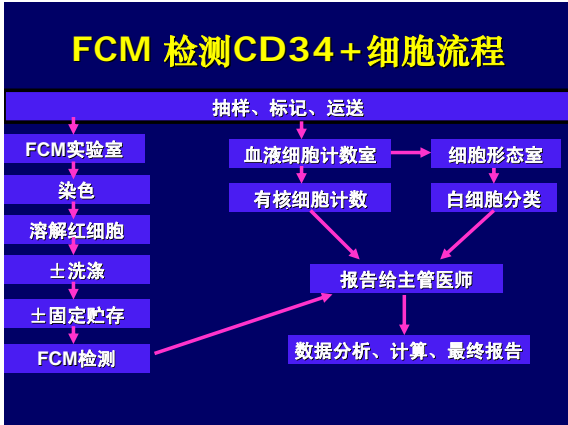 FCM 检测CD34+细胞流程
抽样、标记、运送
FCM实验室
血液细胞计数室
细胞形态室
染色
有核细胞计数
白细胞分类
溶解红细胞
±洗涤
报告给主管医师
±固定贮存
FCM检测
数据分析、计算、最终报告